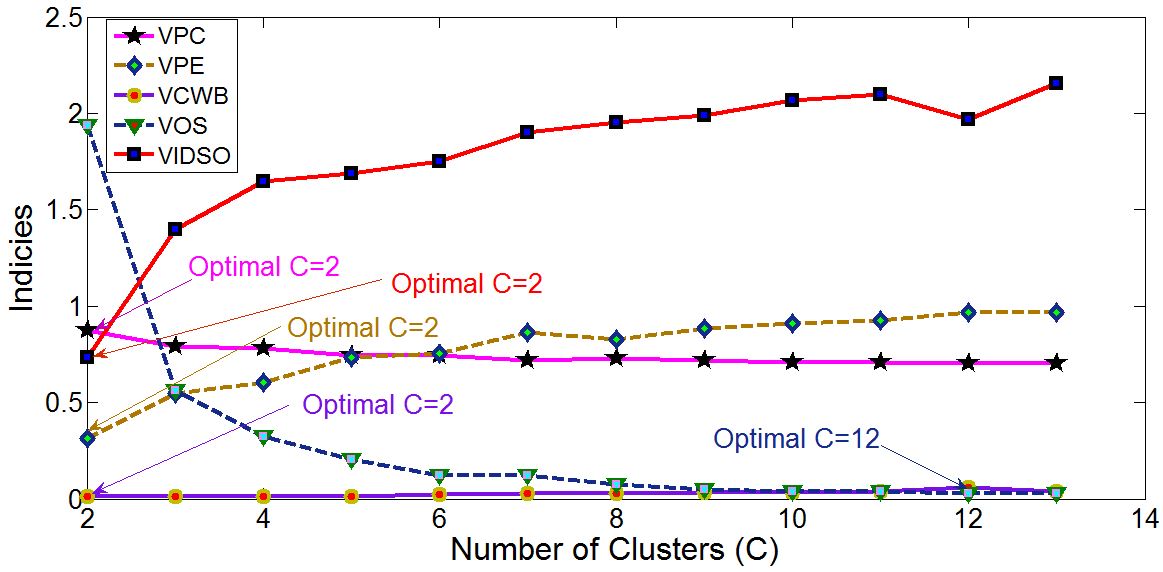 2.5
2
1.5
1
0.5
0
Indicies
VPC
VPE
VCWB
VOS
VIDSO
Optimal C=2
Optimal C=2
Optimal C=2
Optimal C=2
Optimal C=12
2 4 6 8 10 12 14
Number of Clusters (C)